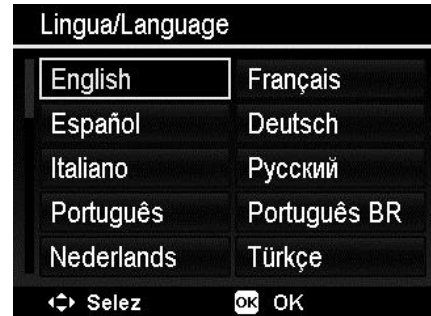 Lingua/Language
English Français
Español Deutsch
Italiano Русский
Português Português BR
Nederlands Türkçe
Selez OK OK